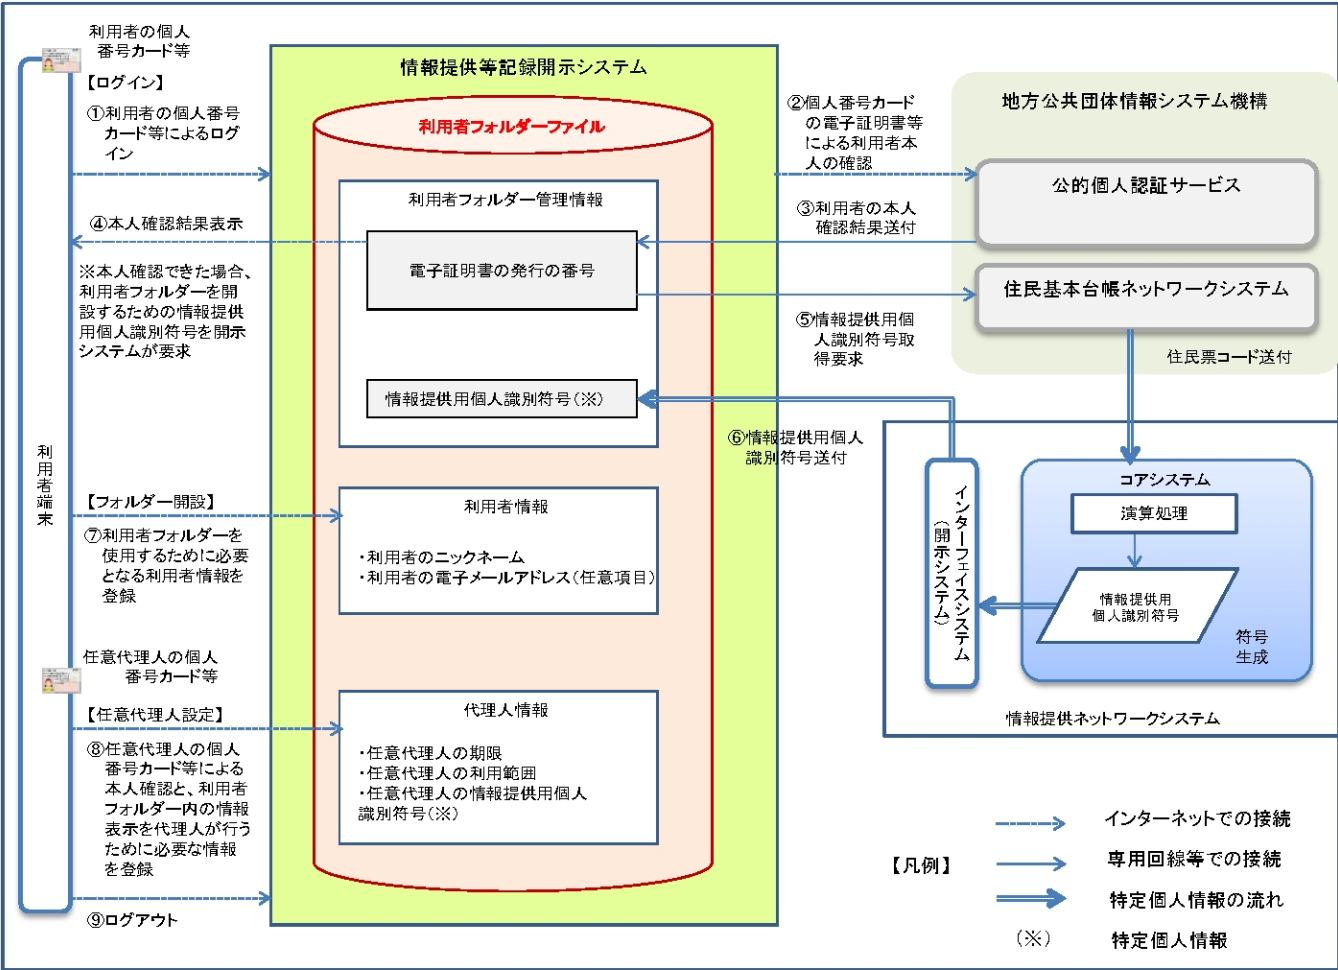 利用者の個人
番号カード等
【ログイン】
①利用者の個人番号
カード等によるログ
イン
④本人確認結果表示
※本人確認できた場合、
利用者フォルダーを開
設するための情報提供
用個人識別符号を開示
システムが要求
利用者端末
【フォルダー開設】
⑦利用者フォルダーを
使用するために必要
となる利用者情報を
登録
任意代理人の個人
番号カード等
【任意代理人設定】
⑧任意代理人の個人
番号カード等による
本人確認と、利用者
フォルダー内の情報
表示を代理人が行う
ために必要な情報
を登録
⑨ログアウト
情報提供等記録開示システム
利用者フォルダーファイル
利用者フォルダー管理情報
電子証明書の発行の番号
情報提供用個人識別符号(※)
利用者情報
・利用者のニックネーム
・利用者の電子メールアドレス(任意項目)
代理人情報
・任意代理人の期限
・任意代理人の利用範囲
・任意代理人の情報提供用個人
識別符号(※)
②個人番号カード
の電子証明書等
による利用者本
人の確認
③利用者の本人
確認結果送付
⑤情報提供用個
人識別符号取
得要求
⑥情報提供用個人
識別符号送付
地方公共団体情報システム機構
公的個人認証サービス
住民基本台帳ネットワークシステム
住民票コード送付
インターフェイスシステム
(開示システム)
コアシステム
演算処理
情報提供用
個人識別符号
符号
生成
情報提供ネットワークシステム
【凡例】
インターネットでの接続
専用回線等での接続
特定個人情報の流れ
(※) 特定個人情報